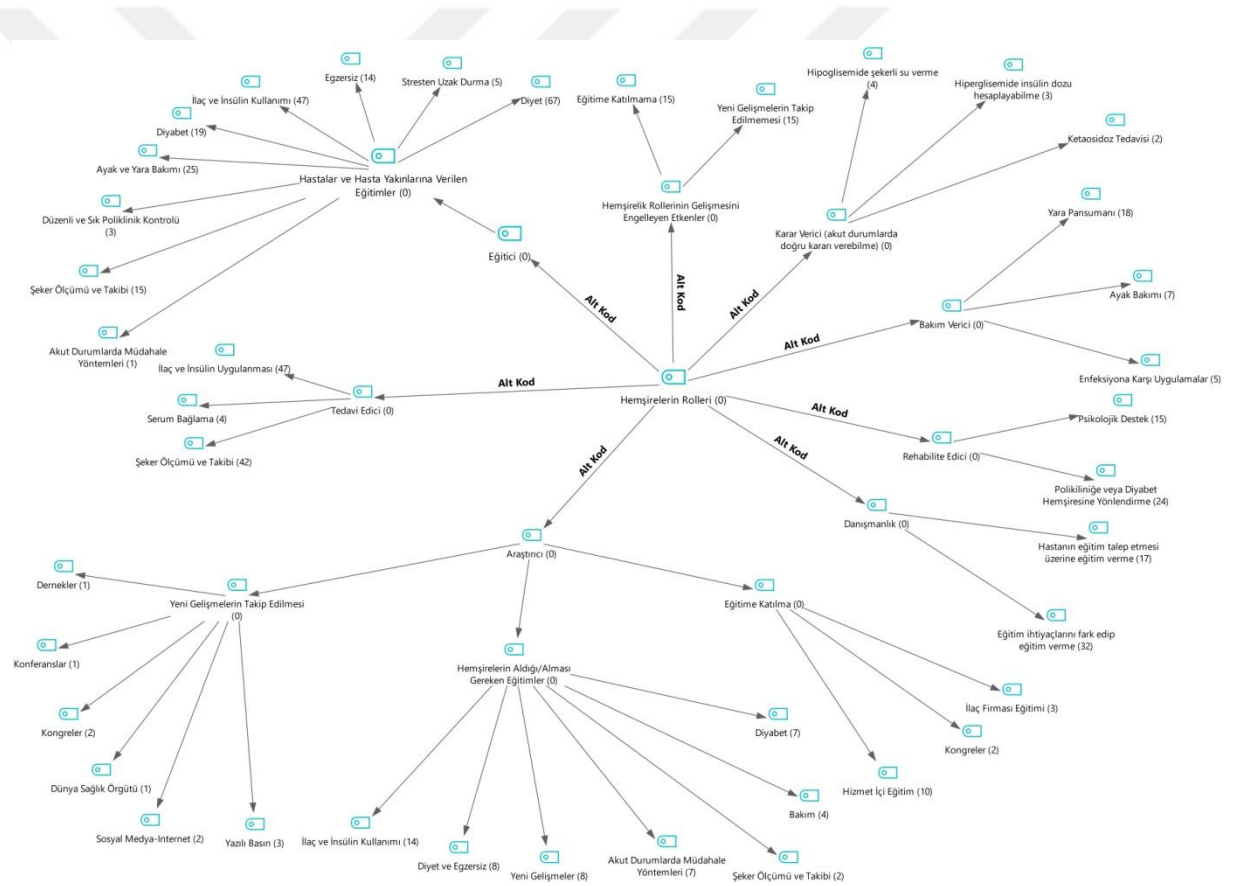 Egzersiz (14)
Stresten Uzak Durma (5)
İlaç ve İnsülin Kullanımı (47)
Diyet (67)
Diyabet (19)
Ayak ve Yara Bakımı (25)
Hastalar ve Hasta Yakınlarına Verilen
Eğitimler (0)
Düzenli ve Sık Poliklinik Kontrolü
(3)
Şeker Ölçümü ve Takibi (15)
Akut Durumlarda Müdahale
Yöntemleri (1)
Eğitici (0)
Alt Kod
Eğitime Katılmama (15)
Yeni Gelişmelerin Takip
Edilmemesi (15)
Hemşirelik Rollerinin Gelişmesini
Engelleyen Etkenler (0)
Alt Kod
Hipoglisemide şekerli su verme
(4)
Hiperglisemide insülin dozu
hesaplayabilme (3)
Ketaosidoz Tedavisi (2)
Karar Verici (akut durumlarda
doğru kararı verebilme) (0)
Alt Kod
Yara Pansumanı (18)
Ayak Bakımı (7)
Bakım Verici (0)
Enfeksiyona Karşı Uygulamalar (5)
Alt Kod
İlaç ve İnsülin Uygulanması (47)
Serum Bağlama (4)
Tedavi Edici (0)
Şeker Ölçümü ve Takibi (42)
Alt Kod
Hemşirelerin Rolleri (0)
Alt Kod
Psikolojik Destek (15)
Rehabilite Edici (0)
Polikiliniğe veya Diyabet
Hemşiresine Yönlendirme (24)
Alt Kod
Danışmanlık (0)
Hastanın eğitim talep etmesi
üzerine eğitim verme (17)
Eğitim ihtiyaçlarını fark edip
eğitim verme (32)
Alt Kod
Araştırıcı (0)
Dernekler (1)
Yeni Gelişmelerin Takip Edilmesi
(0)
Konferanslar (1)
Kongreler (2)
Dünya Sağlık Örgütü (1)
Sosyal Medya-Internet (2)
Yazılı Basın (3)
Hemşirelerin Aldığı/Alması
Gereken Eğitimler (0)
İlaç ve İnsülin Kullanımı (14)
Diyet ve Egzersiz (8)
Yeni Gelişmeler (8)
Akut Durumlarda Müdahale
Yöntemleri (7)
Şeker Ölçümü ve Takibi (2)
Bakım (4)
Diyabet (7)
Eğitime Katılma (0)
İlaç Firması Eğitimi (3)
Kongreler (2)
Hizmet İçi Eğitim (10)